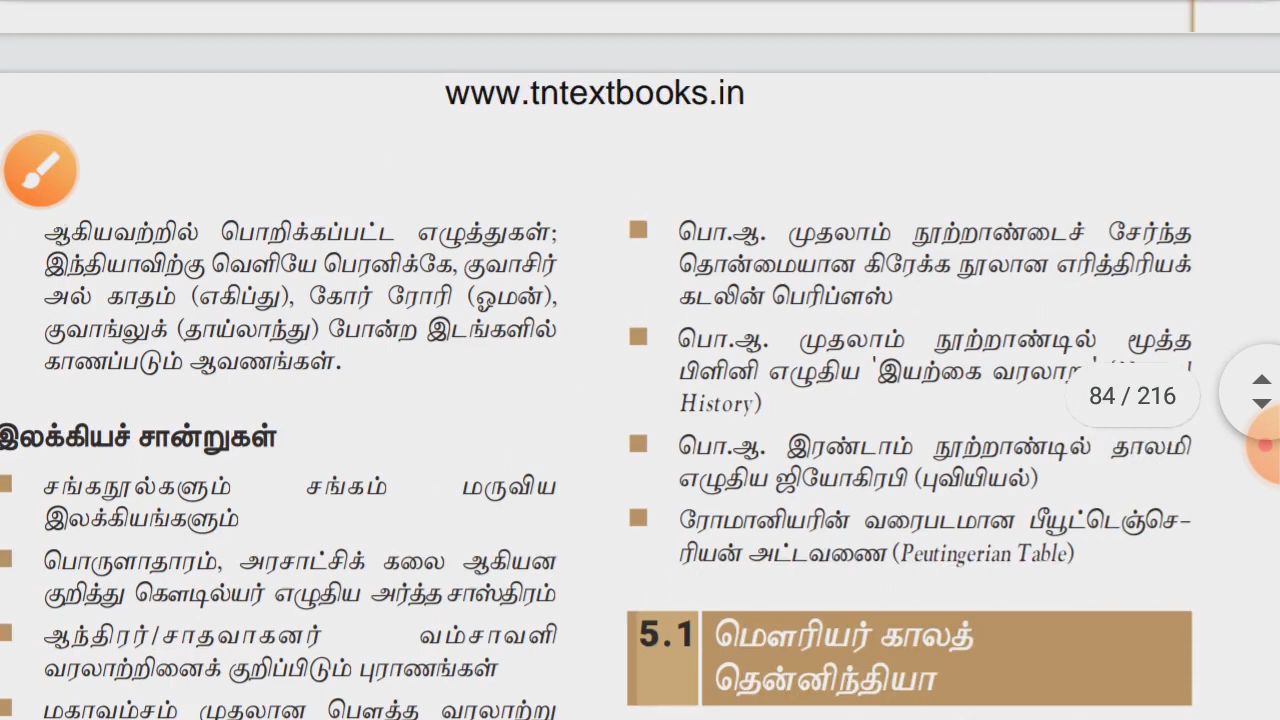 www.tntextbooks.in
ஆகியவற்றில் பொறிக்கப்பட்ட எழுத்துகள்;
இந்தியாவிற்கு வெளியே பெரனிக்கே, குவாசிர்
அல் காதம் (எகிப்து), கோர் ரோரி (ஓமன்),
குவாங்லுக் (தாய்லாந்து) போன்ற இடங்களில்
காணப்படும் ஆவணங்கள்.
இலக்கியச் சான்றுகள்
சங்கநூல்களும் சங்கம் மருவிய
இலக்கியங்களும்
பொருளாதாரம், அரசாட்சிக் கலை ஆகியன
குறித்து கௌடில்யர் எழுதிய அர்த்த சாஸ்திரம்
ஆந்திரர்/சாதவாகனர் வம்சாவளி
வரலாற்றினைக் குறிப்பிடும் புராணங்கள்
மகாவம்சம் முதலான பௌத்த வரலாற்று
பொ.ஆ. முதலாம் நூற்றாண்டைச் சேர்ந்த
தொன்மையான கிரேக்க நூலான எரித்திரியக்
கடலின் பெரிப்ளஸ்
பொ.ஆ. முதலாம் நூற்றாண்டில் மூத்த
பிளினி எழுதிய 'இயற்கை
History)
பொ.ஆ. இரண்டாம் நூற்றாண்டில் தாலமி
எழுதிய ஜியோகிரபி (புவியியல்)
ரோமானியரின் வரைபடமான பீயூட்டெஞ்செ-
ரியன் அட்டவணை (Peutingerian Table)
84 / 216
5.1 மௌரியர் காலத்
தென்னிந்தியா